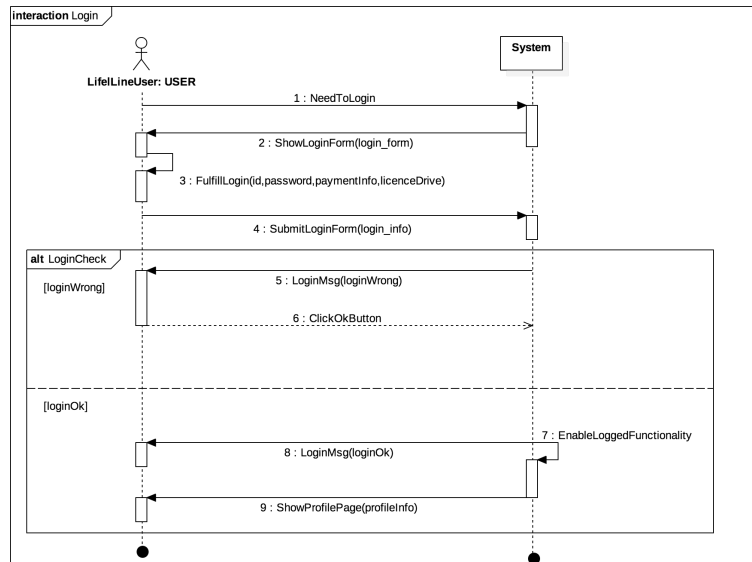 interaction Login
System
LifelLineUser: USER
1 : NeedToLogin
2 : ShowLoginForm(login_form)
3 : FulfillLogin(id,password,paymentInfo,licenceDrive)
4 : SubmitLoginForm(login_info)
alt LoginCheck
[loginWrong]
5 : LoginMsg(loginWrong)
6 : ClickOkButton
[loginOk]
7 : EnableLoggedFunctionality
8 : LoginMsg(loginOk)
9 : ShowProfilePage(profileInfo)